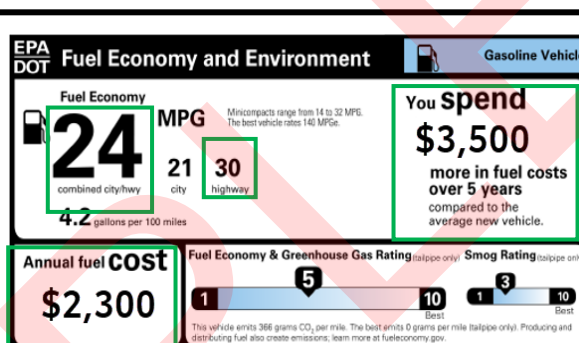 EPA
DOT
Fuel Economy and Environment
Gasoline Vehicle
Fuel Economy
24
combined city/hwy
MPG
21
city
30
highway
Minicompacts range from 14 to 32 MPG.
The best vehicle rates 140 MPGe.
4.2 gallons per 100 miles
You spend
$3,500
more in fuel costs
over 5 years
compared to the
average new vehicle.
Annual fuel cost
$2,300
Fuel Economy & Greenhouse Gas Rating (tailpipe only)
1
5
10
Best
Smog Rating (tailpipe only
1
3
10
Best
This vehicle emits 366 grams CO₂ per mile. The best emits 0 grams per mile (tailpipe only). Producing and
distributing fuel also create emissions; learn more at fueleconomy.gov.